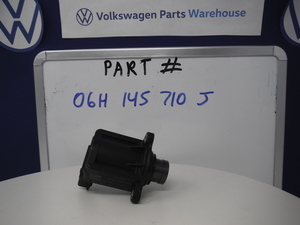 Volkswagen Parts Warehouse
PART #
06H 145 710 J